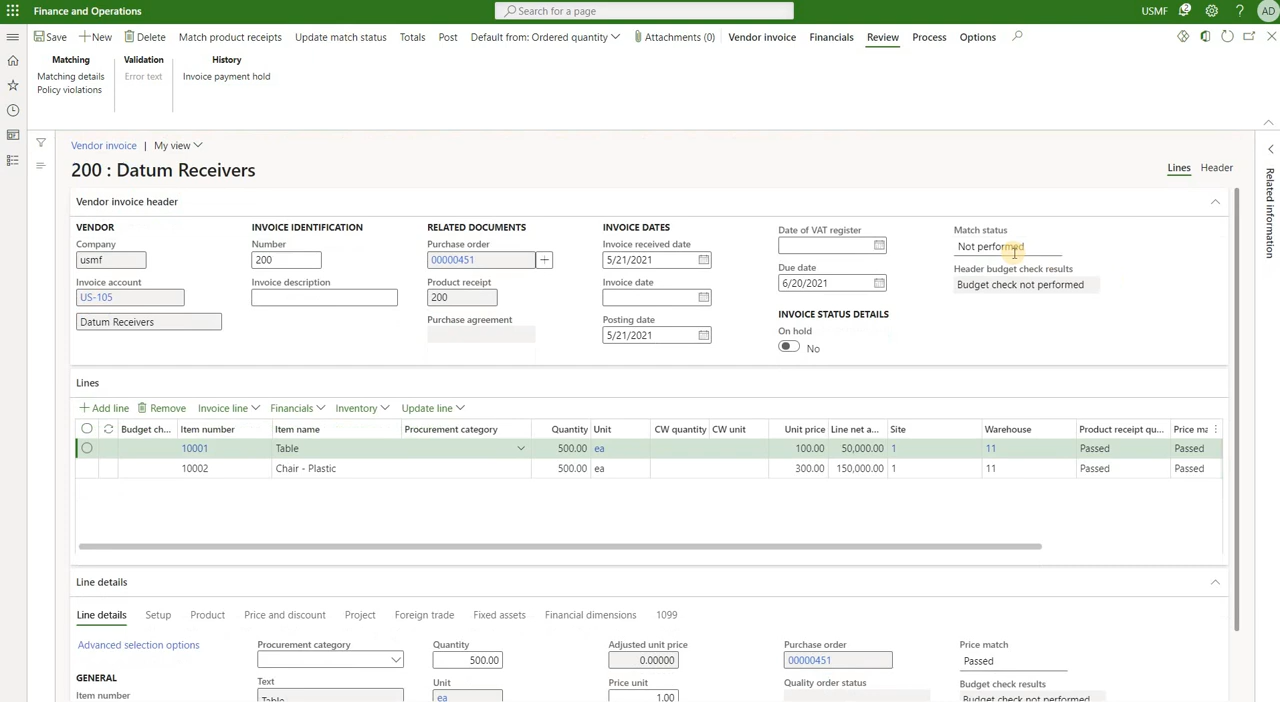 Finance and Operations
Search for a page
USMF
2
?
AD
Save
New
Delete
Match product receipts
Update match status
Totals
Post
Default from: Ordered quantity
Attachments (0)
Vendor invoice
Financials
Review
Process
Options
Matching
Matching details
Policy violations
Validation
Error text
History
Invoice payment hold
Vendor invoice | My view
200 : Datum Receivers
Lines
Header
Related information
Vendor invoice header
VENDOR
Company
usmf
Invoice account
US-105
Datum Receivers
INVOICE IDENTIFICATION
Number
200
Invoice description
RELATED DOCUMENTS
Purchase order
00000451
Product receipt
200
Purchase agreement
INVOICE DATES
Invoice received date
5/21/2021
Invoice date
Posting date
5/21/2021
Date of VAT register
Due date
6/20/2021
INVOICE STATUS DETAILS
On hold
No
Match status
Not performed
Header budget check results
Budget check not performed
Lines
Add line
Remove
Invoice line
Financials
Inventory
Update line
Budget ch... Item number Item name Procurement category Quantity Unit CW quantity CW unit Unit price Line net a... Site Warehouse Product receipt qu... Price ma
10001 Table 500.00 ea 100.00 50,000.00 1 11 Passed Passed
10002 Chair - Plastic 500.00 ea 300.00 150,000.00 1 11 Passed Passed
Line details
Line details
Setup
Product
Price and discount
Project
Foreign trade
Fixed assets
Financial dimensions
1099
Advanced selection options
GENERAL
Item number
Procurement category
Text
Table
Quantity
500.00
Unit
ea
Adjusted unit price
0.00000
Price unit
1.00
Purchase order
00000451
Quality order status
Price match
Passed
Budget check results
Budget check not performed